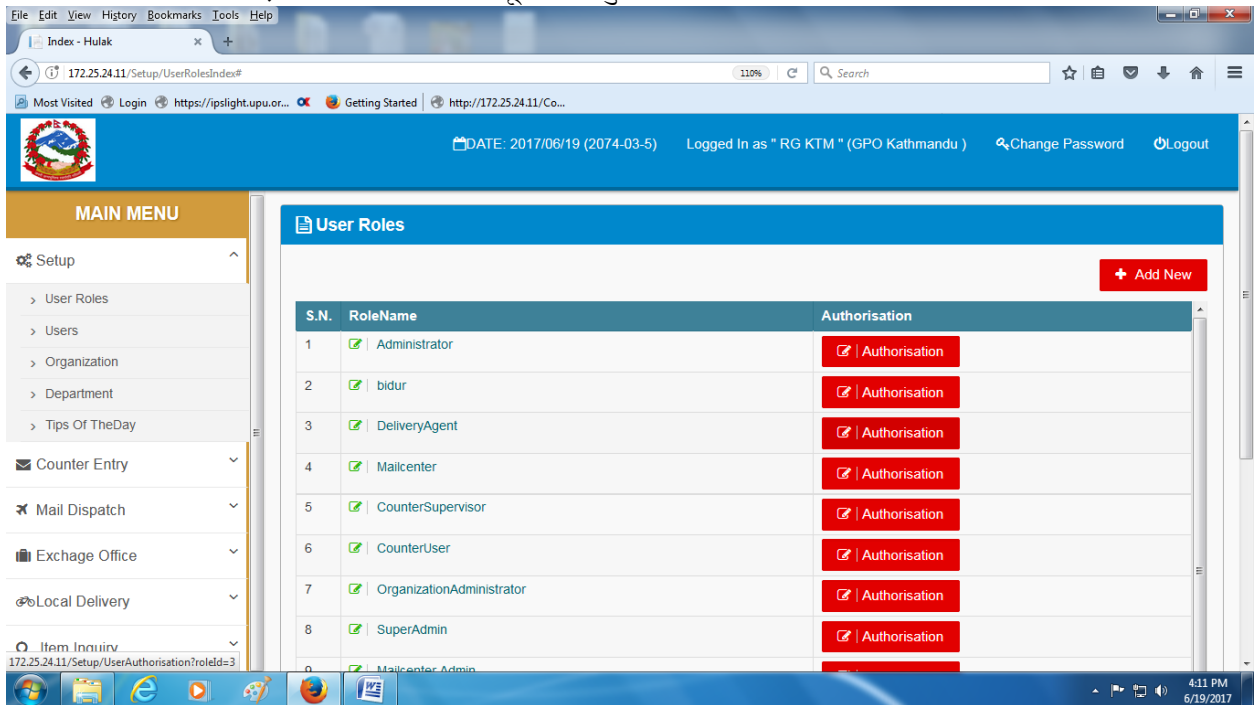 File Edit View History Bookmarks Tools Help
Index - Hulak × +
172.25.24.11/Setup/UserRolesIndex# 110% Search
Most Visited Login https://ipslight.upu.or... Getting Started http://172.25.24.11/Co...
DATE: 2017/06/19 (2074-03-5) Logged In as " RG KTM " (GPO Kathmandu ) Change Password Logout
MAIN MENU
Setup
User Roles
Users
Organization
Department
Tips Of TheDay
Counter Entry
Mail Dispatch
Exchage Office
Local Delivery
Item Inquiry
172.25.24.11/Setup/UserAuthorisation?roleId=3
User Roles
+ Add New
S.N. RoleName Authorisation
1 Administrator Authorisation
2 bidur Authorisation
3 DeliveryAgent Authorisation
4 Mailcenter Authorisation
5 CounterSupervisor Authorisation
6 CounterUser Authorisation
7 OrganizationAdministrator Authorisation
8 SuperAdmin Authorisation
9 Mailcenter Admin
4:11 PM
6/19/2017